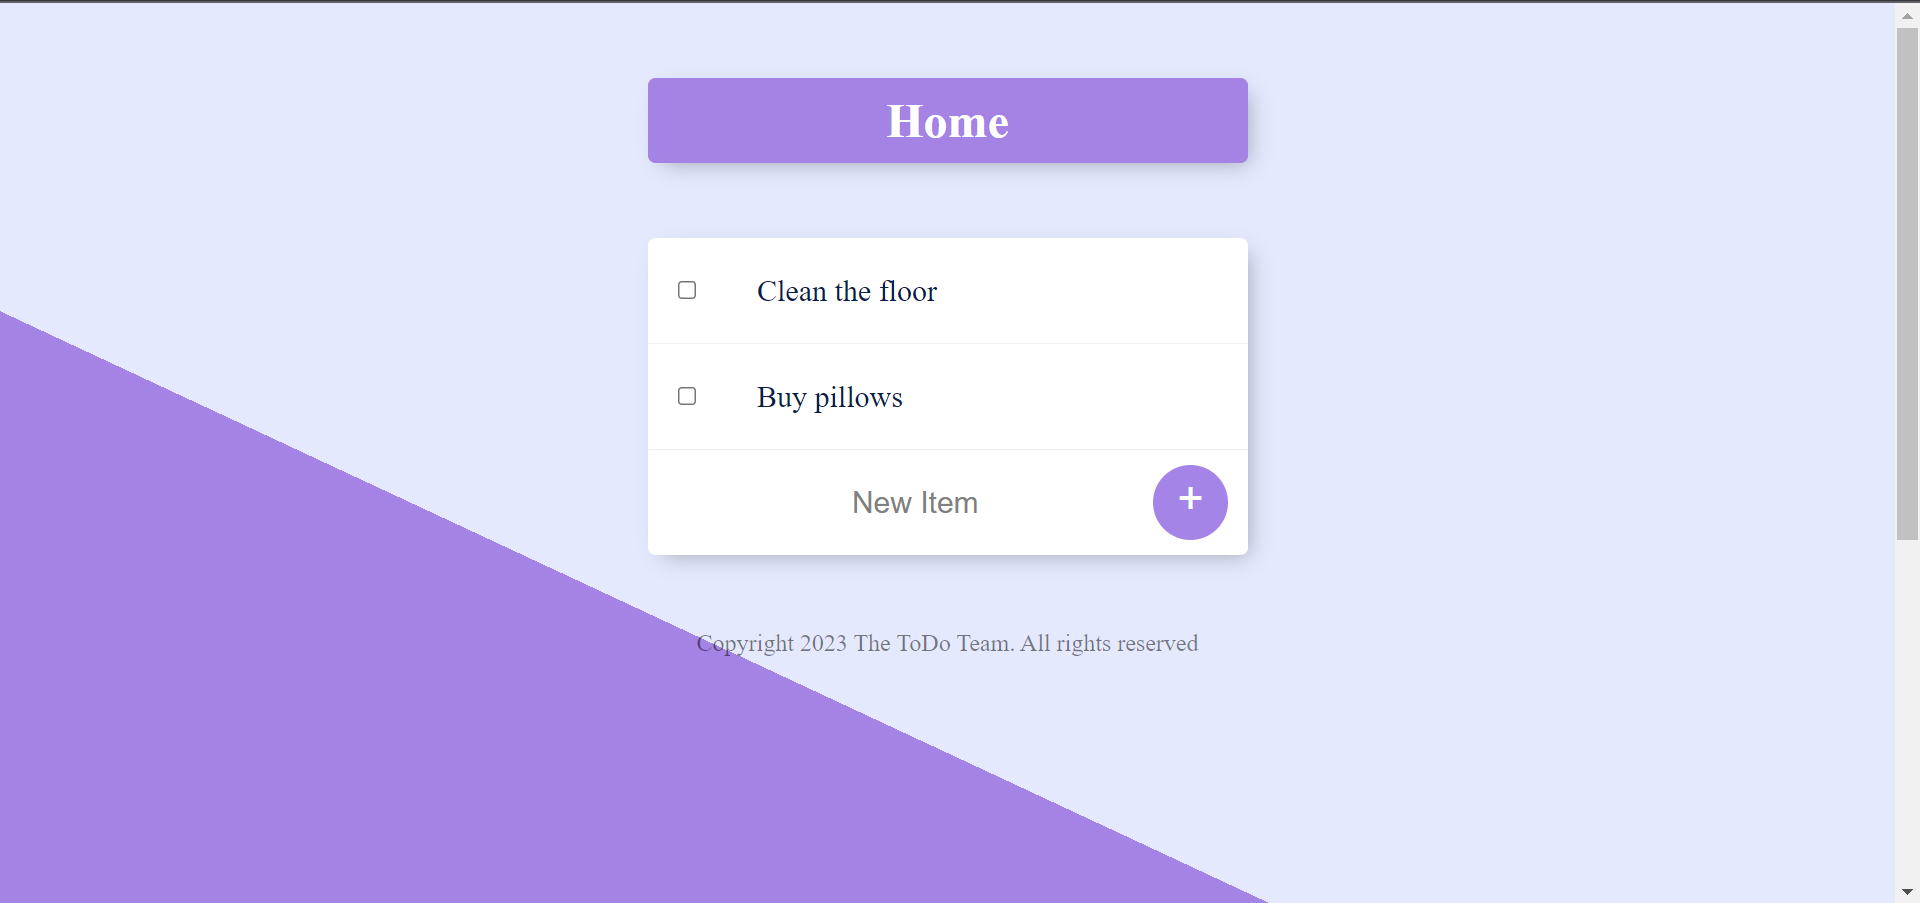 Home
Clean the floor
Buy pillows
New Item
+
Copyright 2023 The ToDo Team. All rights reserved